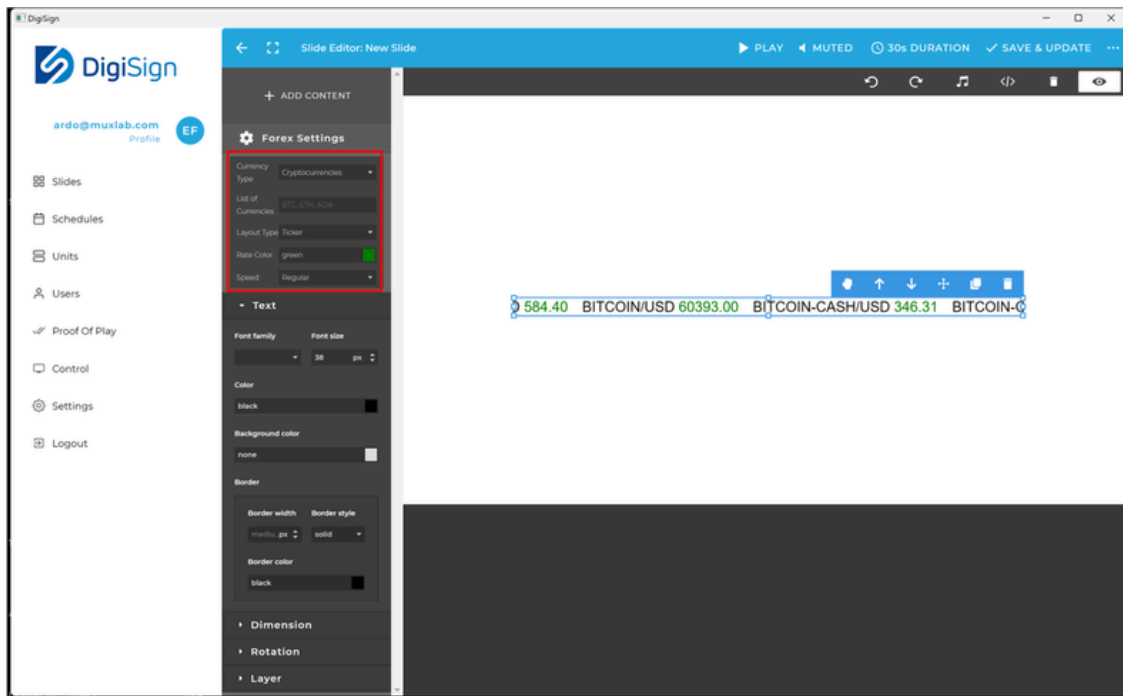 DigiSign
DigiSign
ardo@muxlab.com
Profile
EF
Slides
Schedules
Units
Users
Proof Of Play
Control
Settings
Logout
Slide Editor: New Slide
PLAY
MUTED
30s DURATION
SAVE & UPDATE
+ ADD CONTENT
Forex Settings
Currency Type
Cryptocurrencies
List of Currencies
BTC, ETH, ADA
Layout Type
Ticker
Rate Color
green
Speed
Regular
Text
Font family
Font size
38
px
Color
black
Background color
none
Border
Border width
Border style
mediu...
px
solid
Border color
black
Dimension
Rotation
Layer
584.40 BITCOIN/USD 60393.00 BITCOIN-CASH/USD 346.31 BITCOIN-